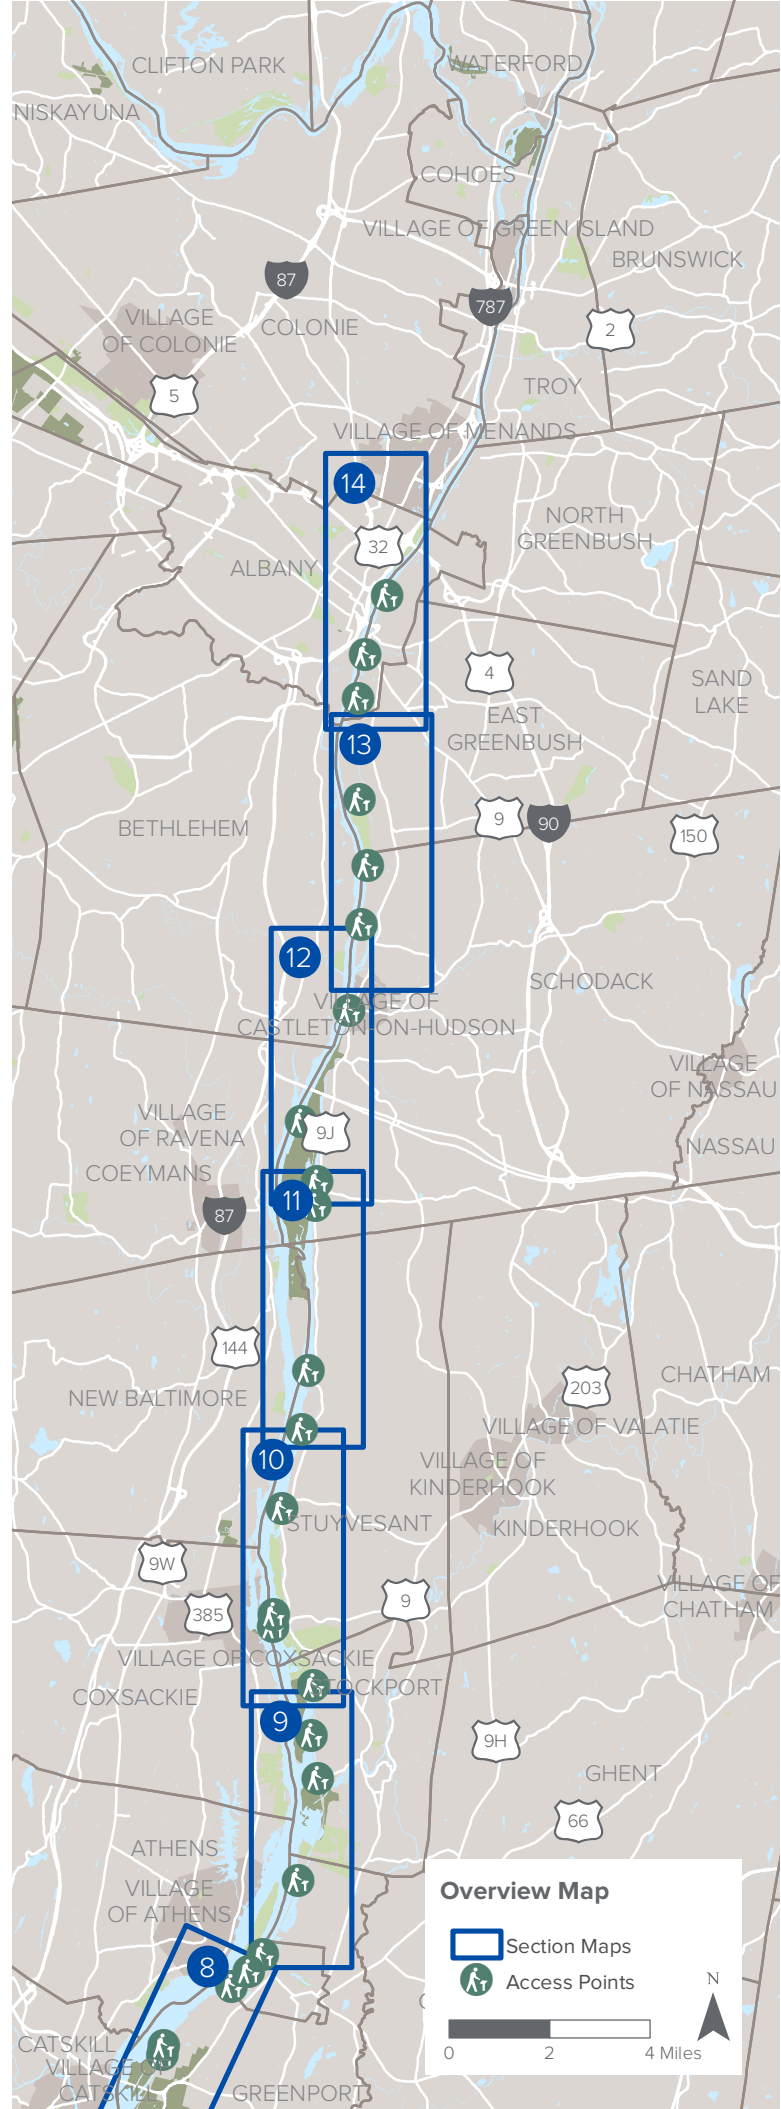 CLIFTON PARK
WATERFORD
NISKAYUNA
COHOES
VILLAGE OF GREEN ISLAND
BRUNSWICK
87
787
VILLAGE
OF COLONIE
COLONIE
2
5
TROY
VILLAGE OF MENANDS
14
32
NORTH
GREENBUSH
ALBANY
4
SAND
LAKE
EAST
GREENBUSH
13
BETHLEHEM
9
90
150
12
SCHODACK
VILLAGE OF
CASTLETON-ON-HUDSON
VILLAGE
OF NASSAU
VILLAGE
OF RAVENA
9J
NASSAU
COEYMANS
11
87
144
CHATHAM
203
NEW BALTIMORE
VILLAGE OF VALATIE
10
VILLAGE OF
KINDERHOOK
STUYVESANT
KINDERHOOK
9W
VILLAGE OF
CHATHAM
9
385
VILLAGE OF COXSACKIE
STOCKPORT
COXSACKIE
9
9H
GHENT
66
ATHENS
VILLAGE
OF ATHENS
8
Overview Map
Section Maps
Access Points
N
0 2 4 Miles
CATSKILL
VILLAGE OF
CATSKILL
GREENPORT